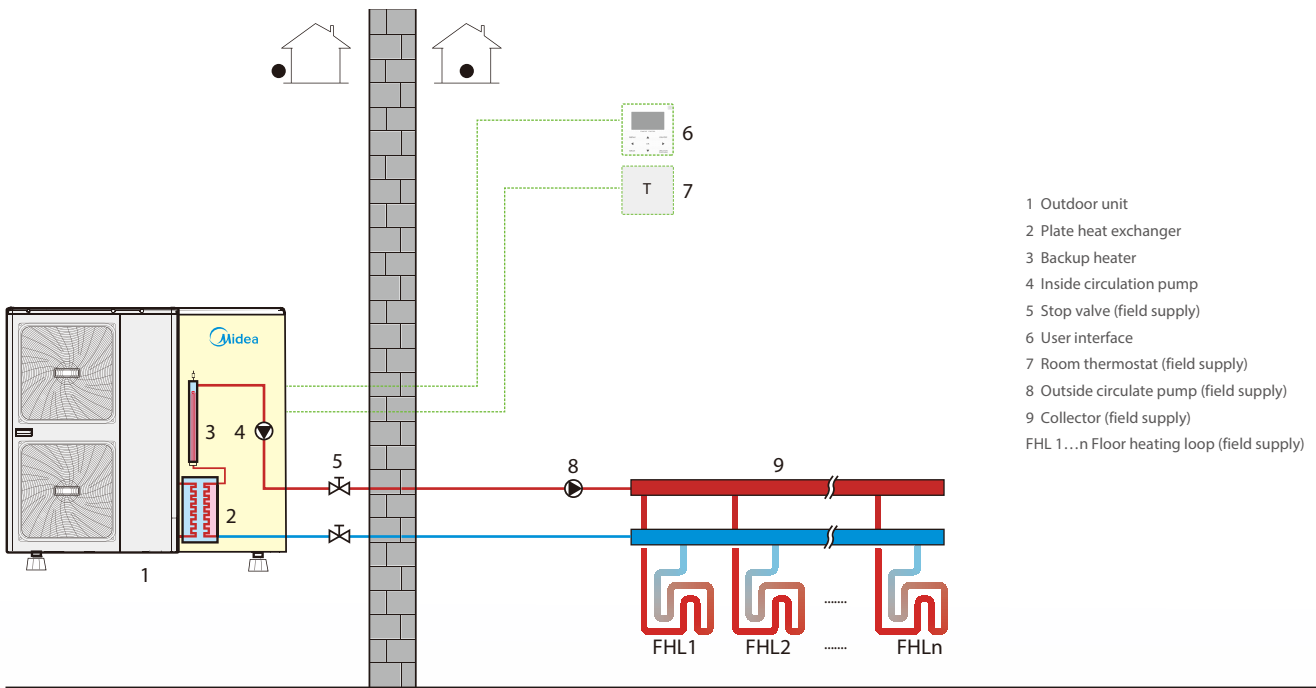 6
T
7
Midea
3
4
5
8
9
2
1
FHL1
FHL2
.......
.......
FHLn
1 Outdoor unit
2 Plate heat exchanger
3 Backup heater
4 Inside circulation pump
5 Stop valve (field supply)
6 User interface
7 Room thermostat (field supply)
8 Outside circulate pump (field supply)
9 Collector (field supply)
FHL 1...n Floor heating loop (field supply)